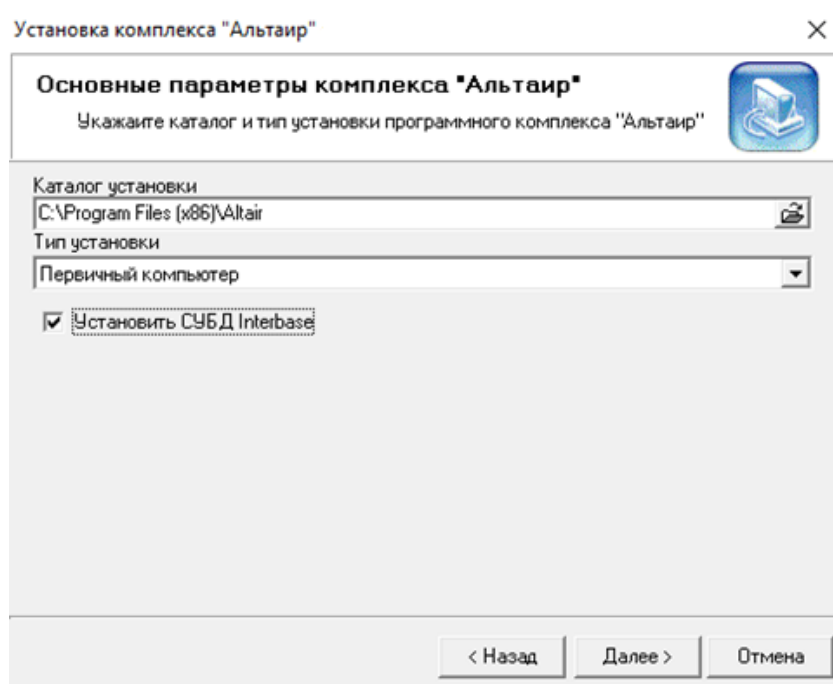 Установка комплекса "Альтаир"
Основные параметры комплекса "Альтаир"
Укажаите каталог и тип установки программного комплекса "Альтаир"
Каталог установки
C:\Program Files (x86)\Altair
Тип установки
Первичный компьютер
Установить СУБД Interbase
< Назад
Далее >
Отмена